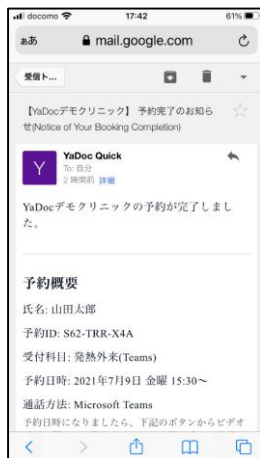 docomo 17:42 61%
ぁあ mail.google.com
受信ト...
【YaDocデモクリニック】 予約完了のお知ら
せ(Notice of Your Booking Completion)
Y
YaDoc Quick
To: 自分
2 時間前 詳細
YaDocデモクリニックの予約が完了しまし
た。
予約概要
氏名: 山田太郎
予約ID: S62-TRR-X4A
受付科目: 発熱外来(Teams)
予約日時: 2021年7月9日 金曜 15:30～
通話方法: Microsoft Teams
予約日時になりましたら、下記のボタンからビデオ